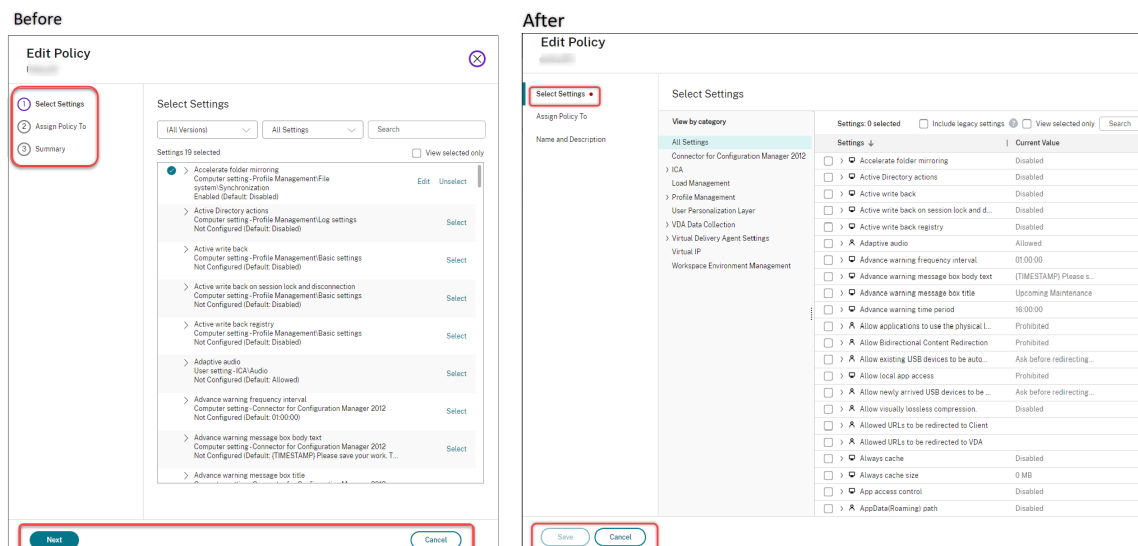 Before
Edit Policy
1 Select Settings
2 Assign Policy To
3 Summary
Select Settings
(All Versions) All Settings Search
Settings 19 selected View selected only
Accelerate folder mirroring
Computer setting - Profile Management\File
system\Synchronization
Enabled (Default: Disabled)
Edit Unselect
Active Directory actions
Computer setting - Profile Management\Log settings
Not Configured (Default: Disabled)
Select
Active write back
Computer setting - Profile Management\Basic settings
Not Configured (Default: Disabled)
Select
Active write back on session lock and disconnection
Computer setting - Profile Management\Basic settings
Not Configured (Default: Disabled)
Select
Active write back registry
Computer setting - Profile Management\Basic settings
Not Configured (Default: Disabled)
Select
Adaptive audio
User setting - ICA\Audio
Not Configured (Default: Allowed)
Select
Advance warning frequency interval
Computer setting - Connector for Configuration Manager 2012
Not Configured (Default: 01:00:00)
Select
Advance warning message box body text
Computer setting - Connector for Configuration Manager 2012
Not Configured (Default: {TIMESTAMP} Please save your work. T...
Select
Advance warning message box title
Next Cancel
After
Edit Policy
Select Settings
Assign Policy To
Name and Description
Select Settings
View by category
All Settings
Connector for Configuration Manager 2012
ICA
Load Management
Profile Management
User Personalization Layer
VDA Data Collection
Virtual Delivery Agent Settings
Virtual IP
Workspace Environment Management
Settings: 0 selected Include legacy settings ? View selected only Search
Settings ↓ Current Value
Accelerate folder mirroring Disabled
Active Directory actions Disabled
Active write back Disabled
Active write back on session lock and d... Disabled
Active write back registry Disabled
Adaptive audio Allowed
Advance warning frequency interval 01:00:00
Advance warning message box body text {TIMESTAMP} Please s...
Advance warning message box title Upcoming Maintenance
Advance warning time period 16:00:00
Allow applications to use the physical l... Prohibited
Allow Bidirectional Content Redirection Prohibited
Allow existing USB devices to be auto... Ask before redirecting...
Allow local app access Prohibited
Allow newly arrived USB devices to be ... Ask before redirecting...
Allow visually lossless compression. Disabled
Allowed URLs to be redirected to Client
Allowed URLs to be redirected to VDA
Always cache Disabled
Always cache size 0 MB
App access control Disabled
AppData(Roaming) path Disabled
Save Cancel